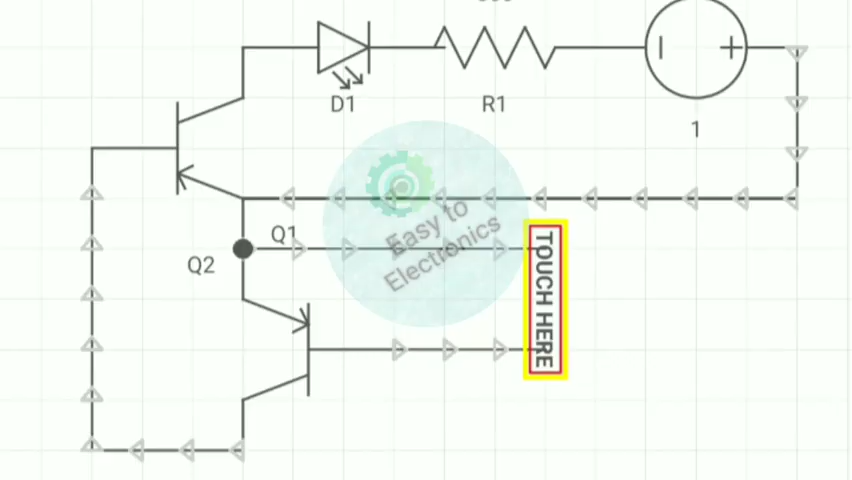 D1
R1
1
Q1
Q2
Easy to
Electronics
TOUCH HERE